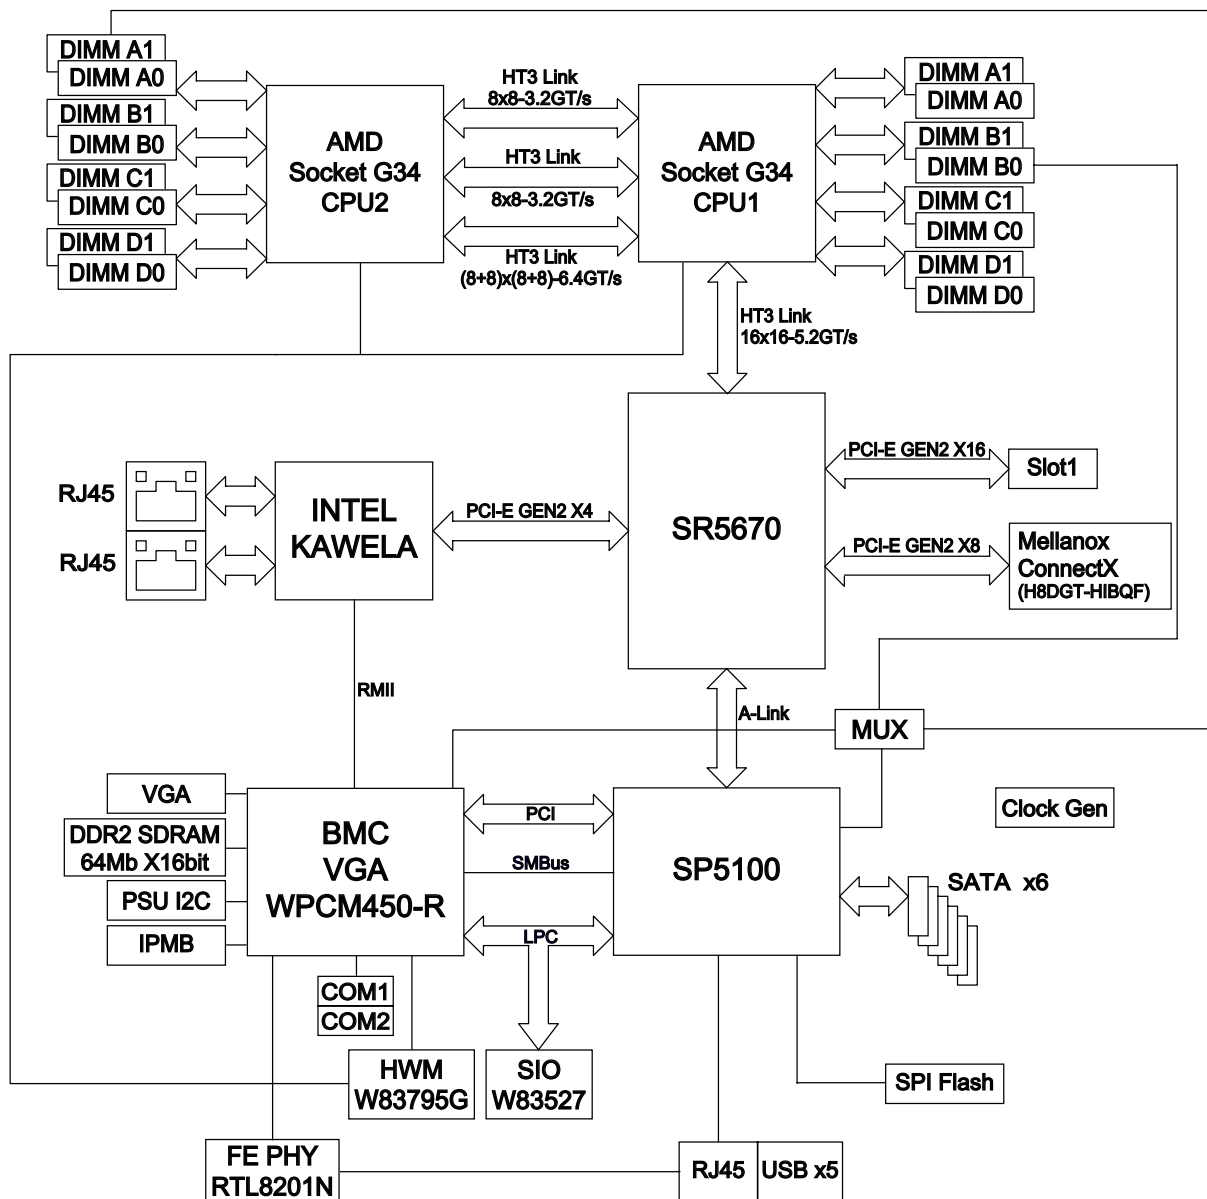 DIMM A1
DIMM A0
DIMM B1
DIMM B0
DIMM C1
DIMM C0
DIMM D1
DIMM D0
AMD
Socket G34
CPU2
HT3 Link
8x8-3.2GT/s
HT3 Link
8x8-3.2GT/s
HT3 Link
(8+8)x(8+8)-6.4GT/s
AMD
Socket G34
CPU1
DIMM A1
DIMM A0
DIMM B1
DIMM B0
DIMM C1
DIMM C0
DIMM D1
DIMM D0
HT3 Link
16x16-5.2GT/s
RJ45
RJ45
INTEL
KAWELA
PCI-E GEN2 X4
SR5670
PCI-E GEN2 X16
Slot1
PCI-E GEN2 X8
Mellanox
ConnectX
(H8DGT-HIBQF)
RMII
A-Link
MUX
VGA
DDR2 SDRAM
64Mb X16bit
PSU I2C
IPMB
BMC
VGA
WPCM450-R
PCI
SMBus
LPC
SP5100
Clock Gen
SATA x6
COM1
COM2
HWM
W83795G
SIO
W83527
SPI Flash
FE PHY
RTL8201N
RJ45
USB x5